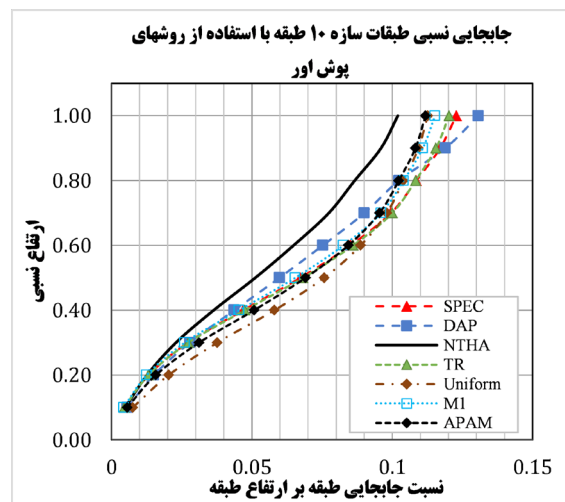 جابجایی نسبی طبقات سازه ۱۰ طبقه با استفاده از روشهای
پوش اور
1.00
0.80
0.60
0.40
0.20
0.00
ارتفاع نسبی
SPEC
DAP
NTHA
TR
Uniform
M1
APAM
0
0.05
0.1
0.15
نسبت جابجایی طبقه بر ارتفاع طبقه